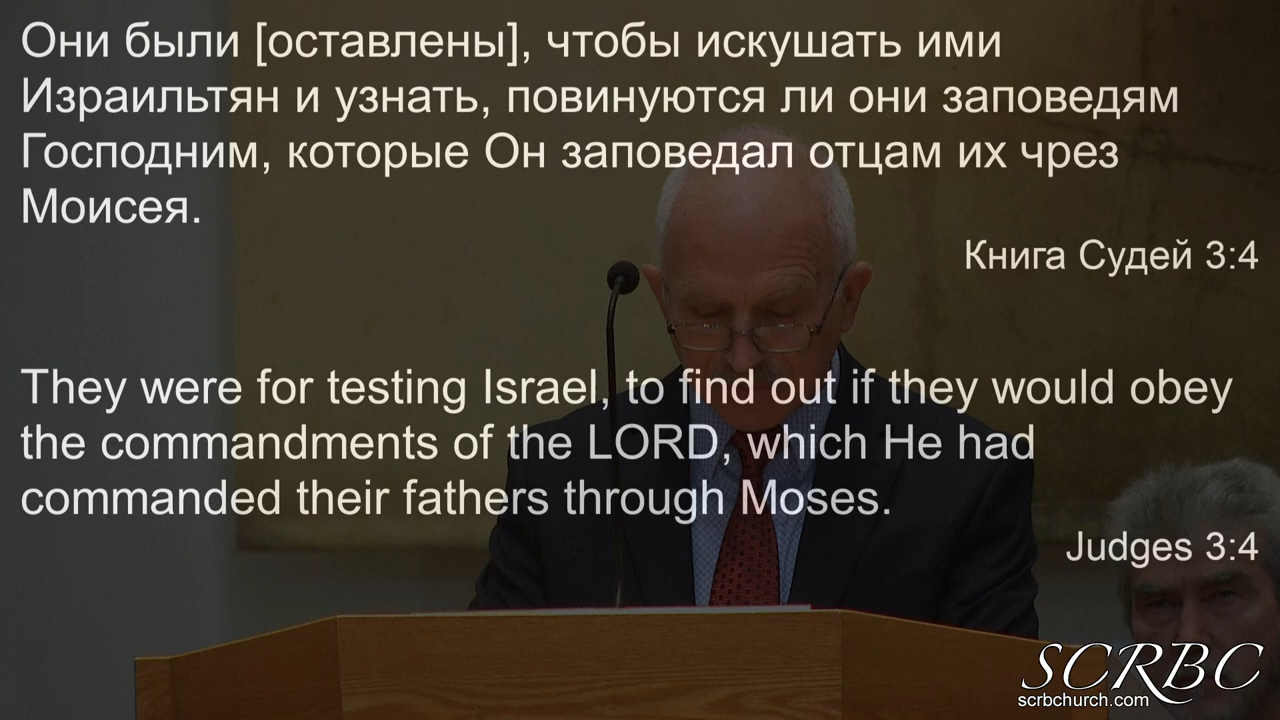 Они были [оставлены], чтобы искушать ими
Израильтян и узнать, повинуются ли они заповедям
Господним, которые Он заповедал отцам их чрез
Моисея.
Книга Судей 3:4
They were for testing Israel, to find out if they would obey
the commandments of the LORD, which He had
commanded their fathers through Moses.
Judges 3:4
SCRBC
scrbchurch.com